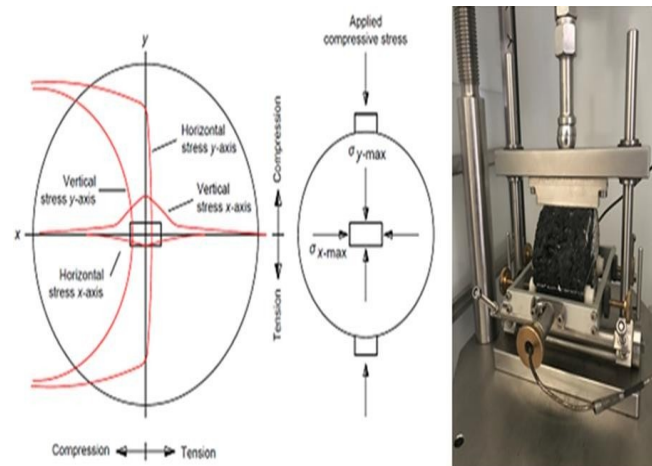 y
Horizontal
stress y-axis
Vertical
stress y-axis
Vertical
stress x-axis
x
Horizontal
stress x-axis
Compression
Tension
Compression
Tension
Applied
compressive stress
σy-max
σx-max